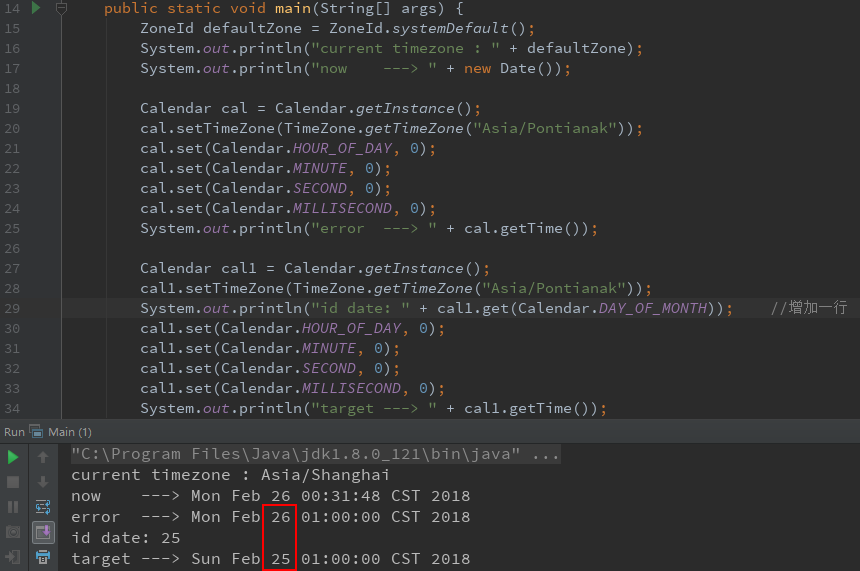 14 public static void main(String[] args) {
15 ZoneId defaultZone = ZoneId.systemDefault();
16 System.out.println("current timezone : " + defaultZone);
17 System.out.println("now    ---> " + new Date());
18
19 Calendar cal = Calendar.getInstance();
20 cal.setTimeZone(TimeZone.getTimeZone("Asia/Pontianak"));
21 cal.set(Calendar.HOUR_OF_DAY, 0);
22 cal.set(Calendar.MINUTE, 0);
23 cal.set(Calendar.SECOND, 0);
24 cal.set(Calendar.MILLISECOND, 0);
25 System.out.println("error  ---> " + cal.getTime());
26
27 Calendar cal1 = Calendar.getInstance();
28 cal1.setTimeZone(TimeZone.getTimeZone("Asia/Pontianak"));
29 System.out.println("id date: " + cal1.get(Calendar.DAY_OF_MONTH));    //增加一行
30 cal1.set(Calendar.HOUR_OF_DAY, 0);
31 cal1.set(Calendar.MINUTE, 0);
32 cal1.set(Calendar.SECOND, 0);
33 cal1.set(Calendar.MILLISECOND, 0);
34 System.out.println("target ---> " + cal1.getTime());
Run Main (1)
"C:\Program Files\Java\jdk1.8.0_121\bin\java" ...
current timezone : Asia/Shanghai
now    ---> Mon Feb 26 00:31:48 CST 2018
error  ---> Mon Feb 26 01:00:00 CST 2018
id date: 25
target ---> Sun Feb 25 01:00:00 CST 2018